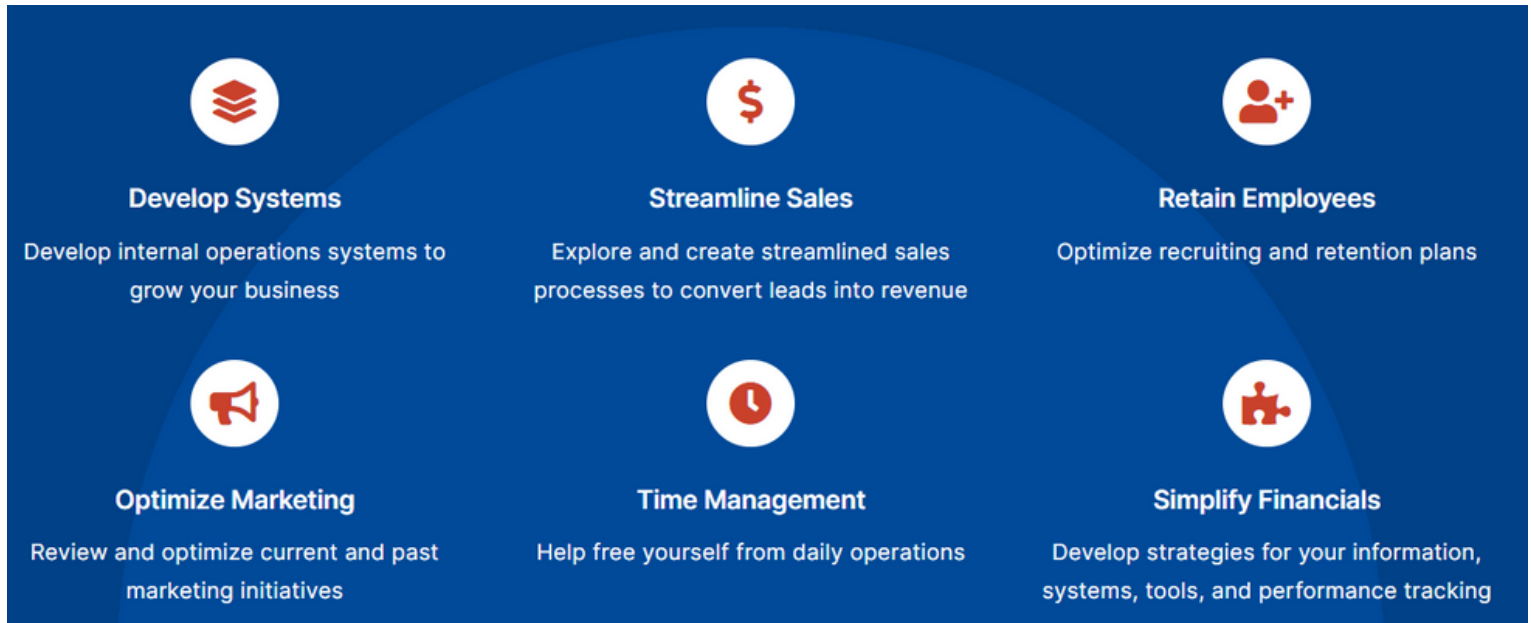 Develop Systems
Develop internal operations systems to
grow your business
Streamline Sales
Explore and create streamlined sales
processes to convert leads into revenue
Retain Employees
Optimize recruiting and retention plans
Optimize Marketing
Review and optimize current and past
marketing initiatives
Time Management
Help free yourself from daily operations
Simplify Financials
Develop strategies for your information,
systems, tools, and performance tracking